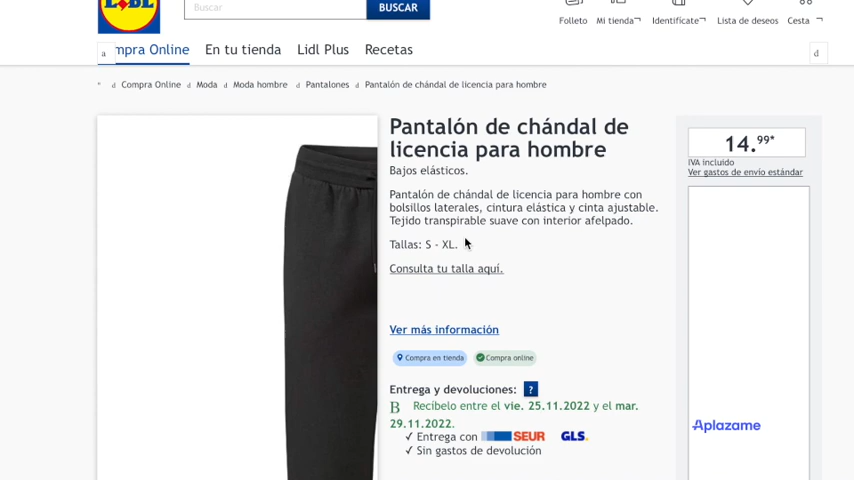 LIDL
Buscar
BUSCAR
Folleto
Mi tienda
Identifícate
Lista de deseos
Cesta
a
mpra Online
En tu tienda
Lidl Plus
Recetas
d
Compra Online
Moda
Moda hombre
Pantalones
Pantalón de chándal de licencia para hombre
Pantalón de chándal de
licencia para hombre
Bajos elásticos.
Pantalón de chándal de licencia para hombre con
bolsillos laterales, cintura elástica y cinta ajustable.
Tejido transpirable suave con interior afelpado.
Tallas: S - XL.
Consulta tu talla aquí.
Ver más información
Compra en tienda
Compra online
Entrega y devoluciones: ?
B Recíbelo entre el vie. 25.11.2022 y el mar.
29.11.2022.
✓ Entrega con SEUR GLS.
✓ Sin gastos de devolución
14.99*
IVA incluido
Ver gastos de envío estándar
Aplazame